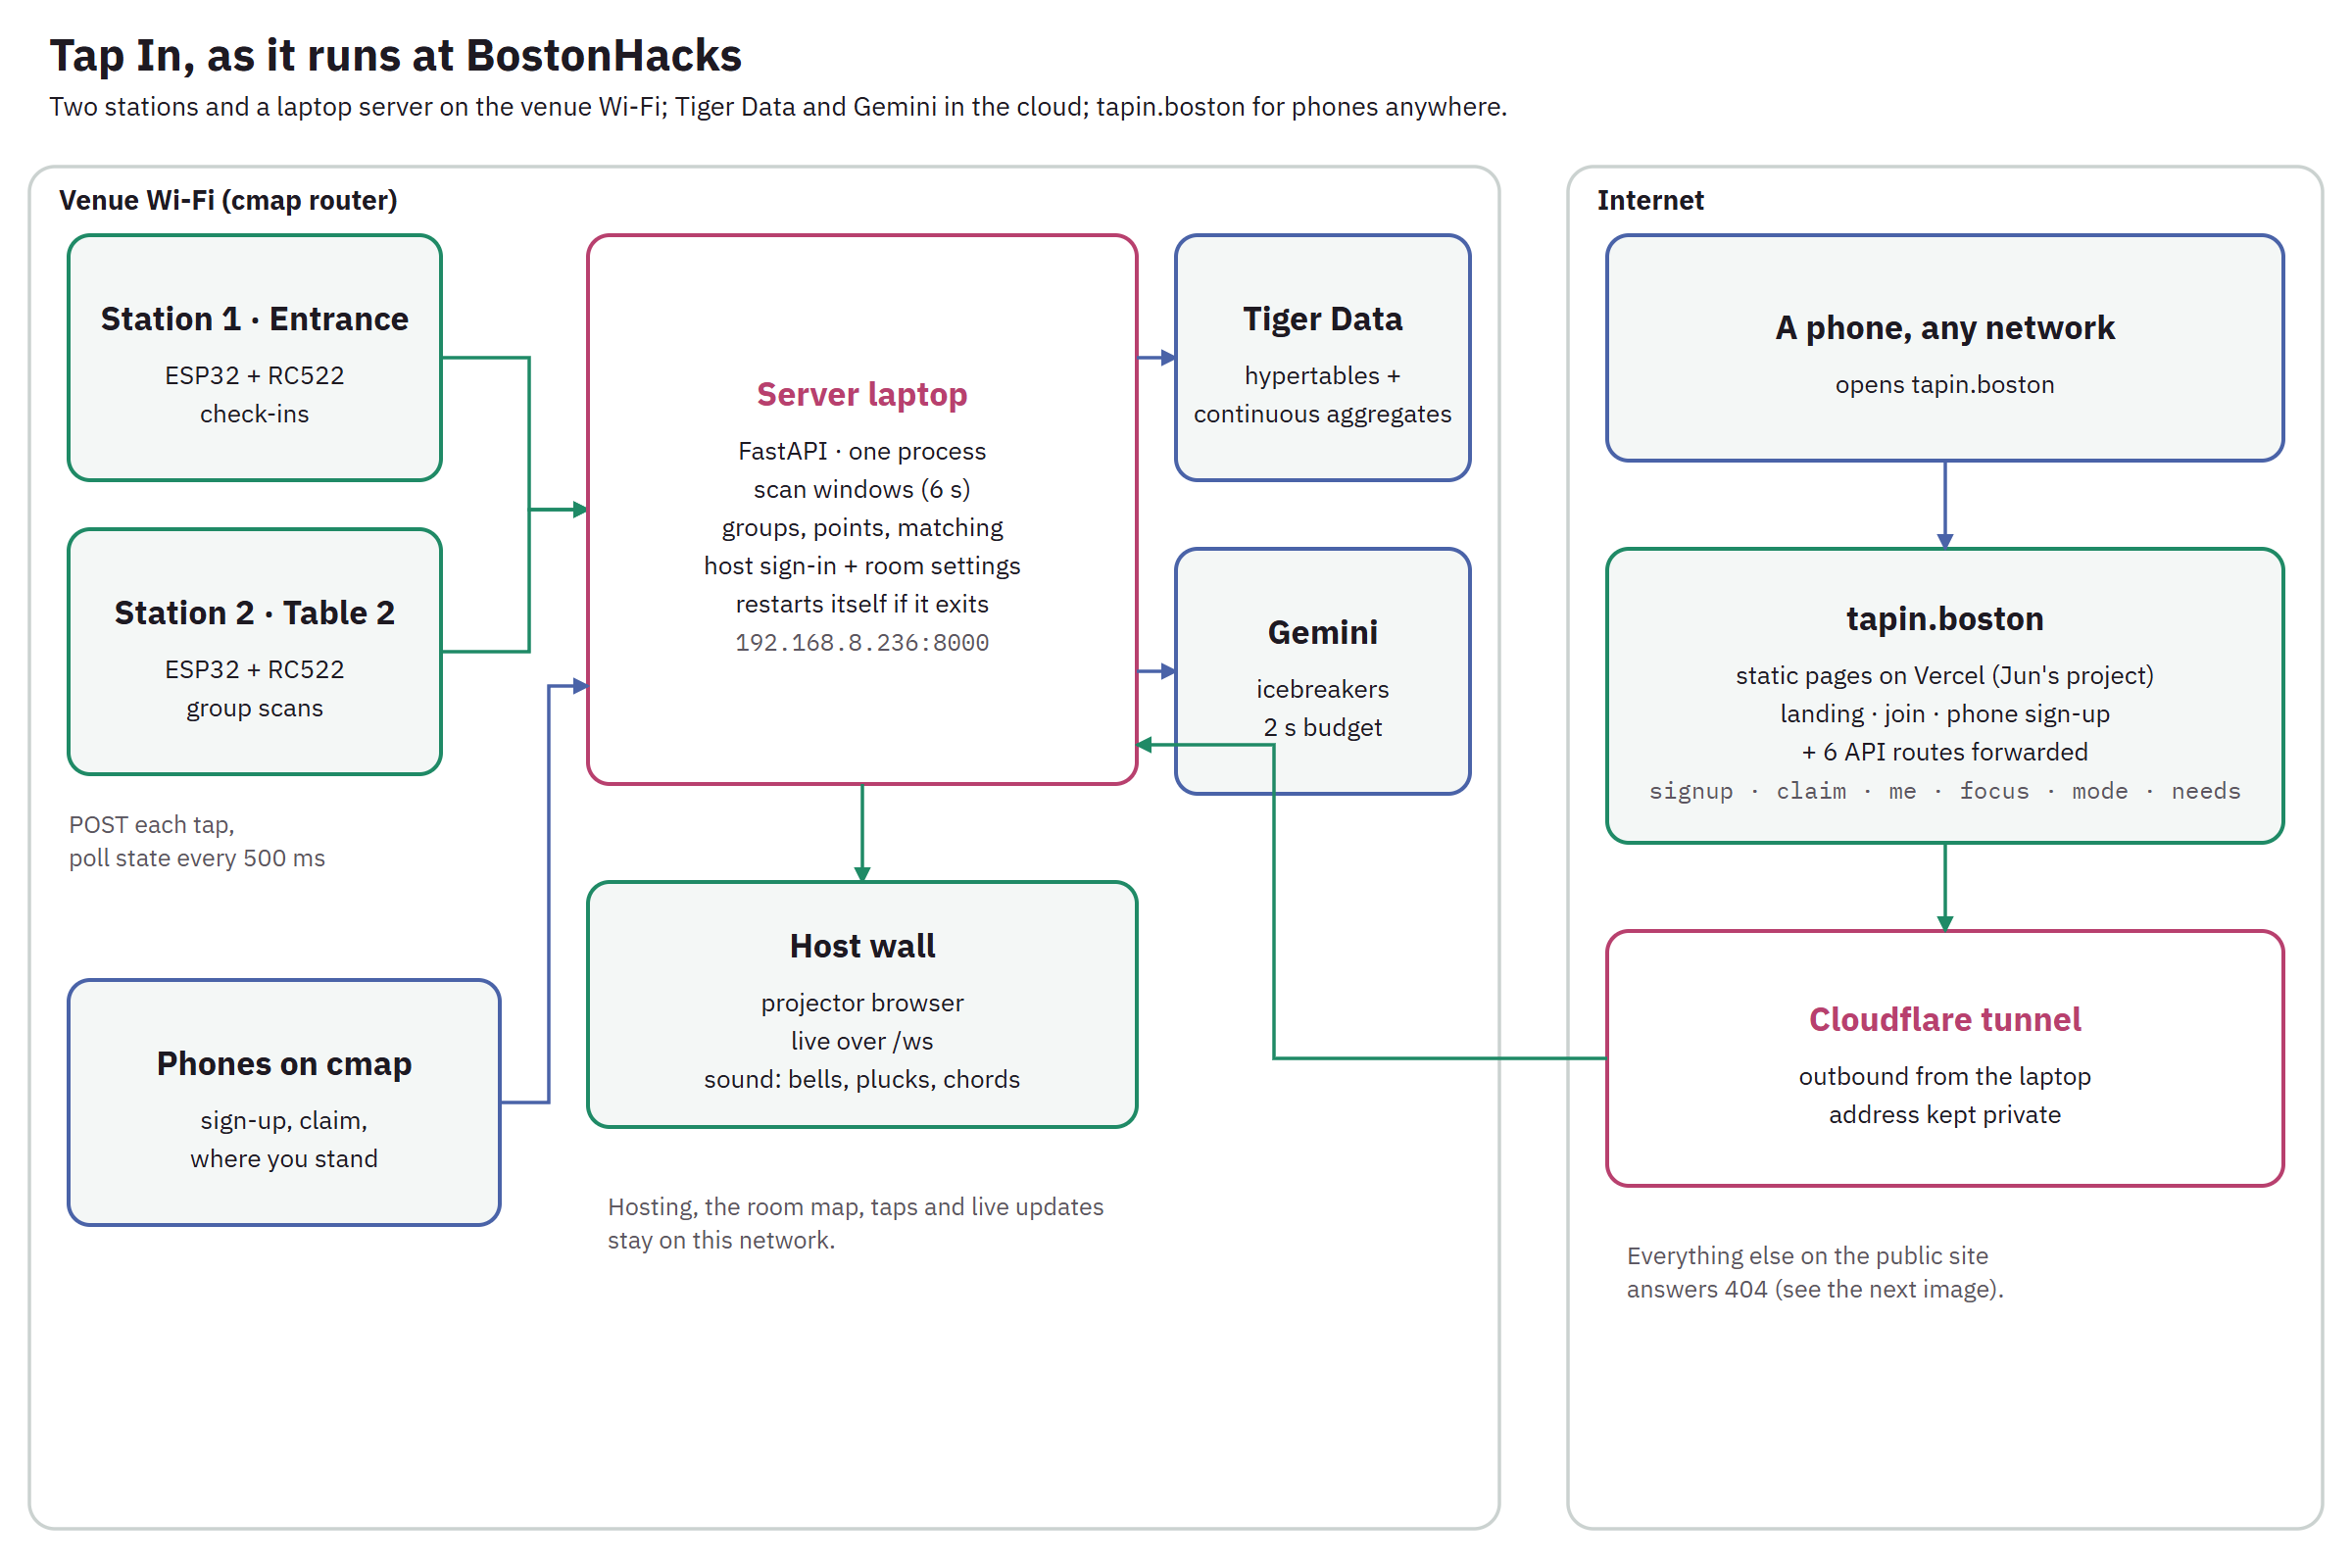 Tap In, as it runs at BostonHacks
Two stations and a laptop server on the venue Wi-Fi; Tiger Data and Gemini in the cloud; tapin.boston for phones anywhere.
Venue Wi-Fi (cmap router)
Station 1 · Entrance
ESP32 + RC522
check-ins
Station 2 · Table 2
ESP32 + RC522
group scans
POST each tap,
poll state every 500 ms
Phones on cmap
sign-up, claim,
where you stand
Server laptop
FastAPI · one process
scan windows (6 s)
groups, points, matching
host sign-in + room settings
restarts itself if it exits
192.168.8.236:8000
Host wall
projector browser
live over /ws
sound: bells, plucks, chords
Hosting, the room map, taps and live updates
stay on this network.
Tiger Data
hypertables +
continuous aggregates
Gemini
icebreakers
2 s budget
Internet
A phone, any network
opens tapin.boston
tapin.boston
static pages on Vercel (Jun's project)
landing · join · phone sign-up
+ 6 API routes forwarded
signup · claim · me · focus · mode · needs
Cloudflare tunnel
outbound from the laptop
address kept private
Everything else on the public site
answers 404 (see the next image).